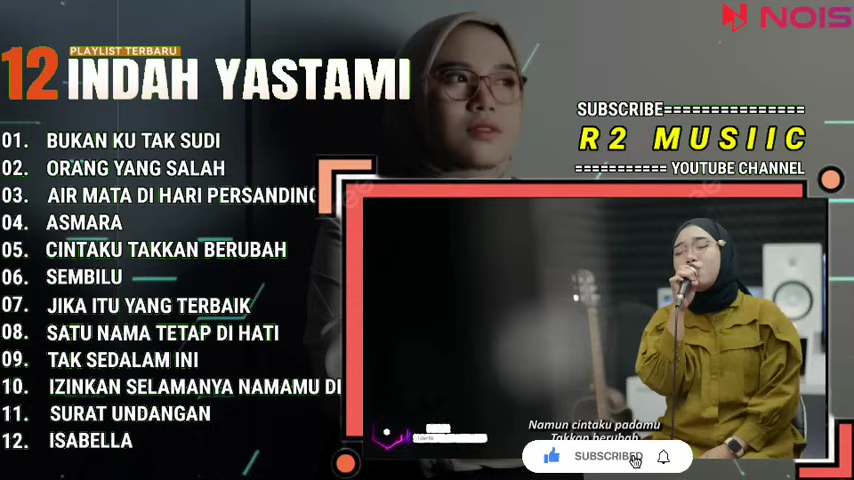 NOIS
PLAYLIST TERBARU
12 INDAH YASTAMI
SUBSCRIBE================
R2 MUSIIC
=========== YOUTUBE CHANNEL
01. BUKAN KU TAK SUDI
02. ORANG YANG SALAH
03. AIR MATA DI HARI PERSANDING
04. ASMARA
05. CINTAKU TAKKAN BERUBAH
06. SEMBILU
07. JIKA ITU YANG TERBAIK
08. SATU NAMA TETAP DI HATI
09. TAK SEDALAM INI
10. IZINKAN SELAMANYA NAMAMU DI
11. SURAT UNDANGAN
12. ISABELLA
Namun cintaku padamu
Takkan berubah
SUBSCRIBED